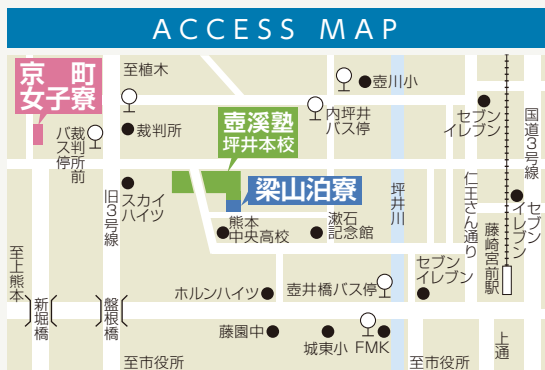 ACCESS MAP
京町
女子寮
至植木
壺川小
裁判所
裁判所前
バス停
内坪井
バス停
セブン
イレブン
国道3号線
壺溪塾
坪井本校
梁山泊寮
スカイ
ハイツ
旧3号線
坪井川
仁王さん通り
セブン
イレブン
藤崎宮前駅
熊本
中央高校
漱石
記念館
至上熊本
ホルンハイツ
壺井橋バス停
セブン
イレブン
新堀橋
磐根橋
藤園中
城東小
FMK
上通
至市役所
至市役所